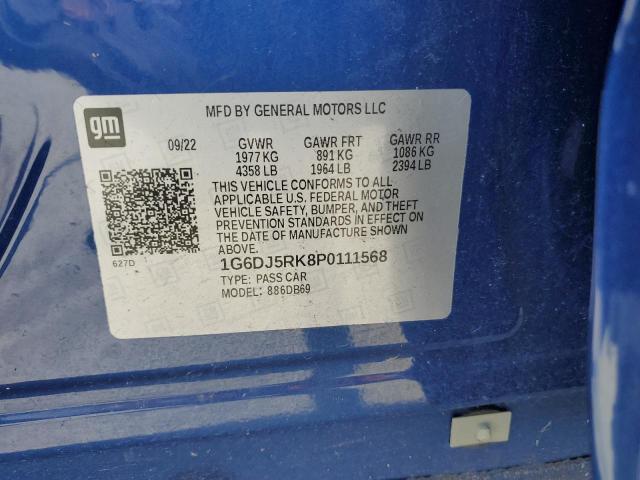 gm
MFD BY GENERAL MOTORS LLC
09/22 GVWR GAWR FRT GAWR RR
1977 KG 891 KG 1086 KG
4358 LB 1964 LB 2394 LB
THIS VEHICLE CONFORMS TO ALL
APPLICABLE U.S. FEDERAL MOTOR
VEHICLE SAFETY, BUMPER, AND THEFT
PREVENTION STANDARDS IN EFFECT ON
THE DATE OF MANUFACTURE SHOWN
ABOVE.
627D
1G6DJ5RK8P0111568
TYPE: PASS CAR
MODEL: 886DB69